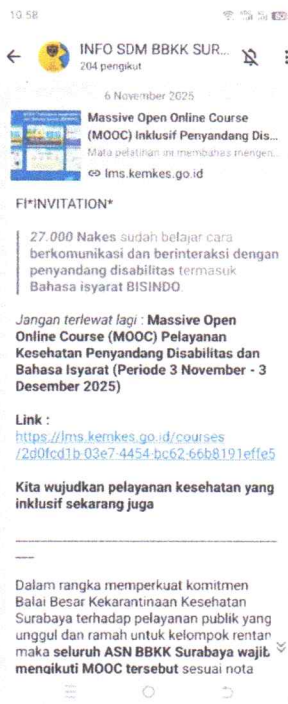 10.58
INFO SDM BBKK SUR...
204 pengikut
6 November 2025
Massive Open Online Course
(MOOC) Inklusif Penyandang Dis...
Mata pelatihan ini membahas mengen...
lms.kemkes.go.id
FI*INVITATION*
27.000 Nakes sudah belajar cara
berkomunikasi dan berinteraksi dengan
penyandang disabilitas termasuk
Bahasa isyarat BISINDO
Jangan terlewat lagi : Massive Open
Online Course (MOOC) Pelayanan
Kesehatan Penyandang Disabilitas dan
Bahasa Isyarat (Periode 3 November - 3
Desember 2025)
Link :
https://lms.kemkes.go.id/courses
/2d0fcd1b-03e7-4454-bc62-66b8191effe5
Kita wujudkan pelayanan kesehatan yang
inklusif sekarang juga
Dalam rangka memperkuat komitmen
Balai Besar Kekarantinaan Kesehatan
Surabaya terhadap pelayanan publik yang
unggul dan ramah untuk kelompok rentan
maka seluruh ASN BBKK Surabaya wajib
mengikuti MOOC tersebut sesuai nota